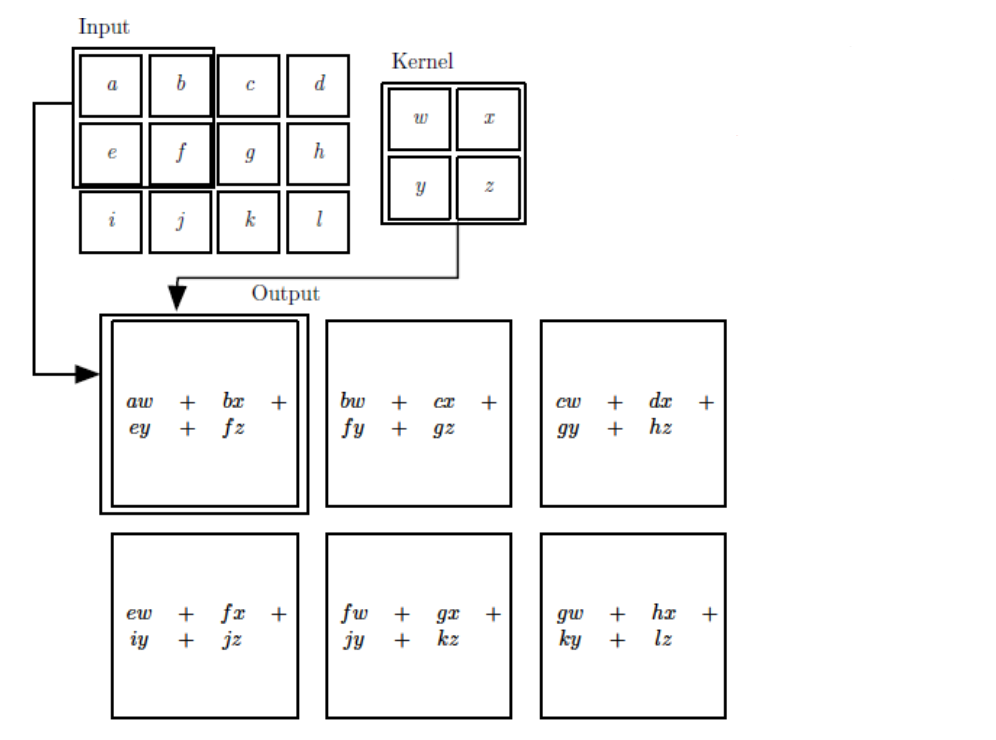 Input
Kernel
a b c d
w x
e f g h
y z
i j k l
Output
aw + bx +
ey + fz
bw + cx +
fy + gz
cw + dx +
gy + hz
ew + fx +
iy + jz
fw + gx +
jy + kz
gw + hx +
ky + lz